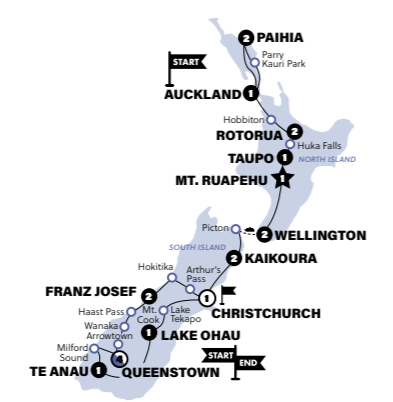 2 PAIHIA
Parry
Kauri Park
START
AUCKLAND 1
Hobbiton
ROTORUA 2
Huka Falls
TAUPO 1
NORTH ISLAND
MT. RUAPEHU 1
Picton
2 WELLINGTON
SOUTH ISLAND
2 KAIKOURA
Hokitika
Arthur's
Pass
FRANZ JOSEF 2
1
CHRISTCHURCH
Haast Pass
Mt.
Cook
Lake
Tekapo
Wanaka
Arrowtown
1 LAKE OHAU
Milford
Sound
4
START
END
TE ANAU 1
QUEENSTOWN